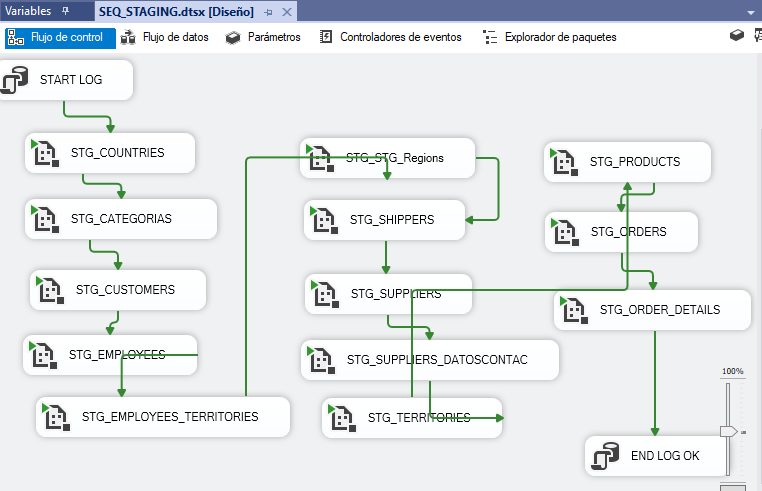 Variables
SEQ_STAGING.dtsx [Diseño]
Flujo de control
Flujo de datos
Parámetros
Controladores de eventos
Explorador de paquetes
START LOG
STG_COUNTRIES
STG_CATEGORIAS
STG_CUSTOMERS
STG_EMPLOYEES
STG_EMPLOYEES_TERRITORIES
STG_STG_Regions
STG_SHIPPERS
STG_SUPPLIERS
STG_SUPPLIERS_DATOSCONTAC
STG_TERRITORIES
STG_PRODUCTS
STG_ORDERS
STG_ORDER_DETAILS
END LOG OK
100%